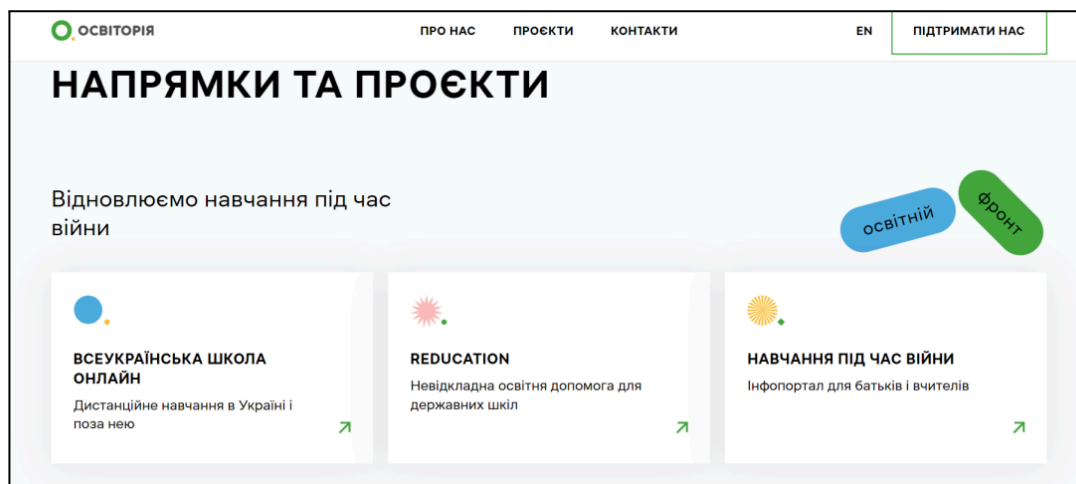 ОСВІТОРІЯ
ПРО НАС
ПРОЄКТИ
КОНТАКТИ
EN
ПІДТРИМАТИ НАС
НАПРЯМКИ ТА ПРОЄКТИ
Відновлюємо навчання під час
війни
освітній
фронт
ВСЕУКРАЇНСЬКА ШКОЛА
ОНЛАЙН
Дистанційне навчання в Україні і
поза нею
REDUCATION
Невідкладна освітня допомога для
державних шкіл
НАВЧАННЯ ПІД ЧАС ВІЙНИ
Інфопортал для батьків і вчителів